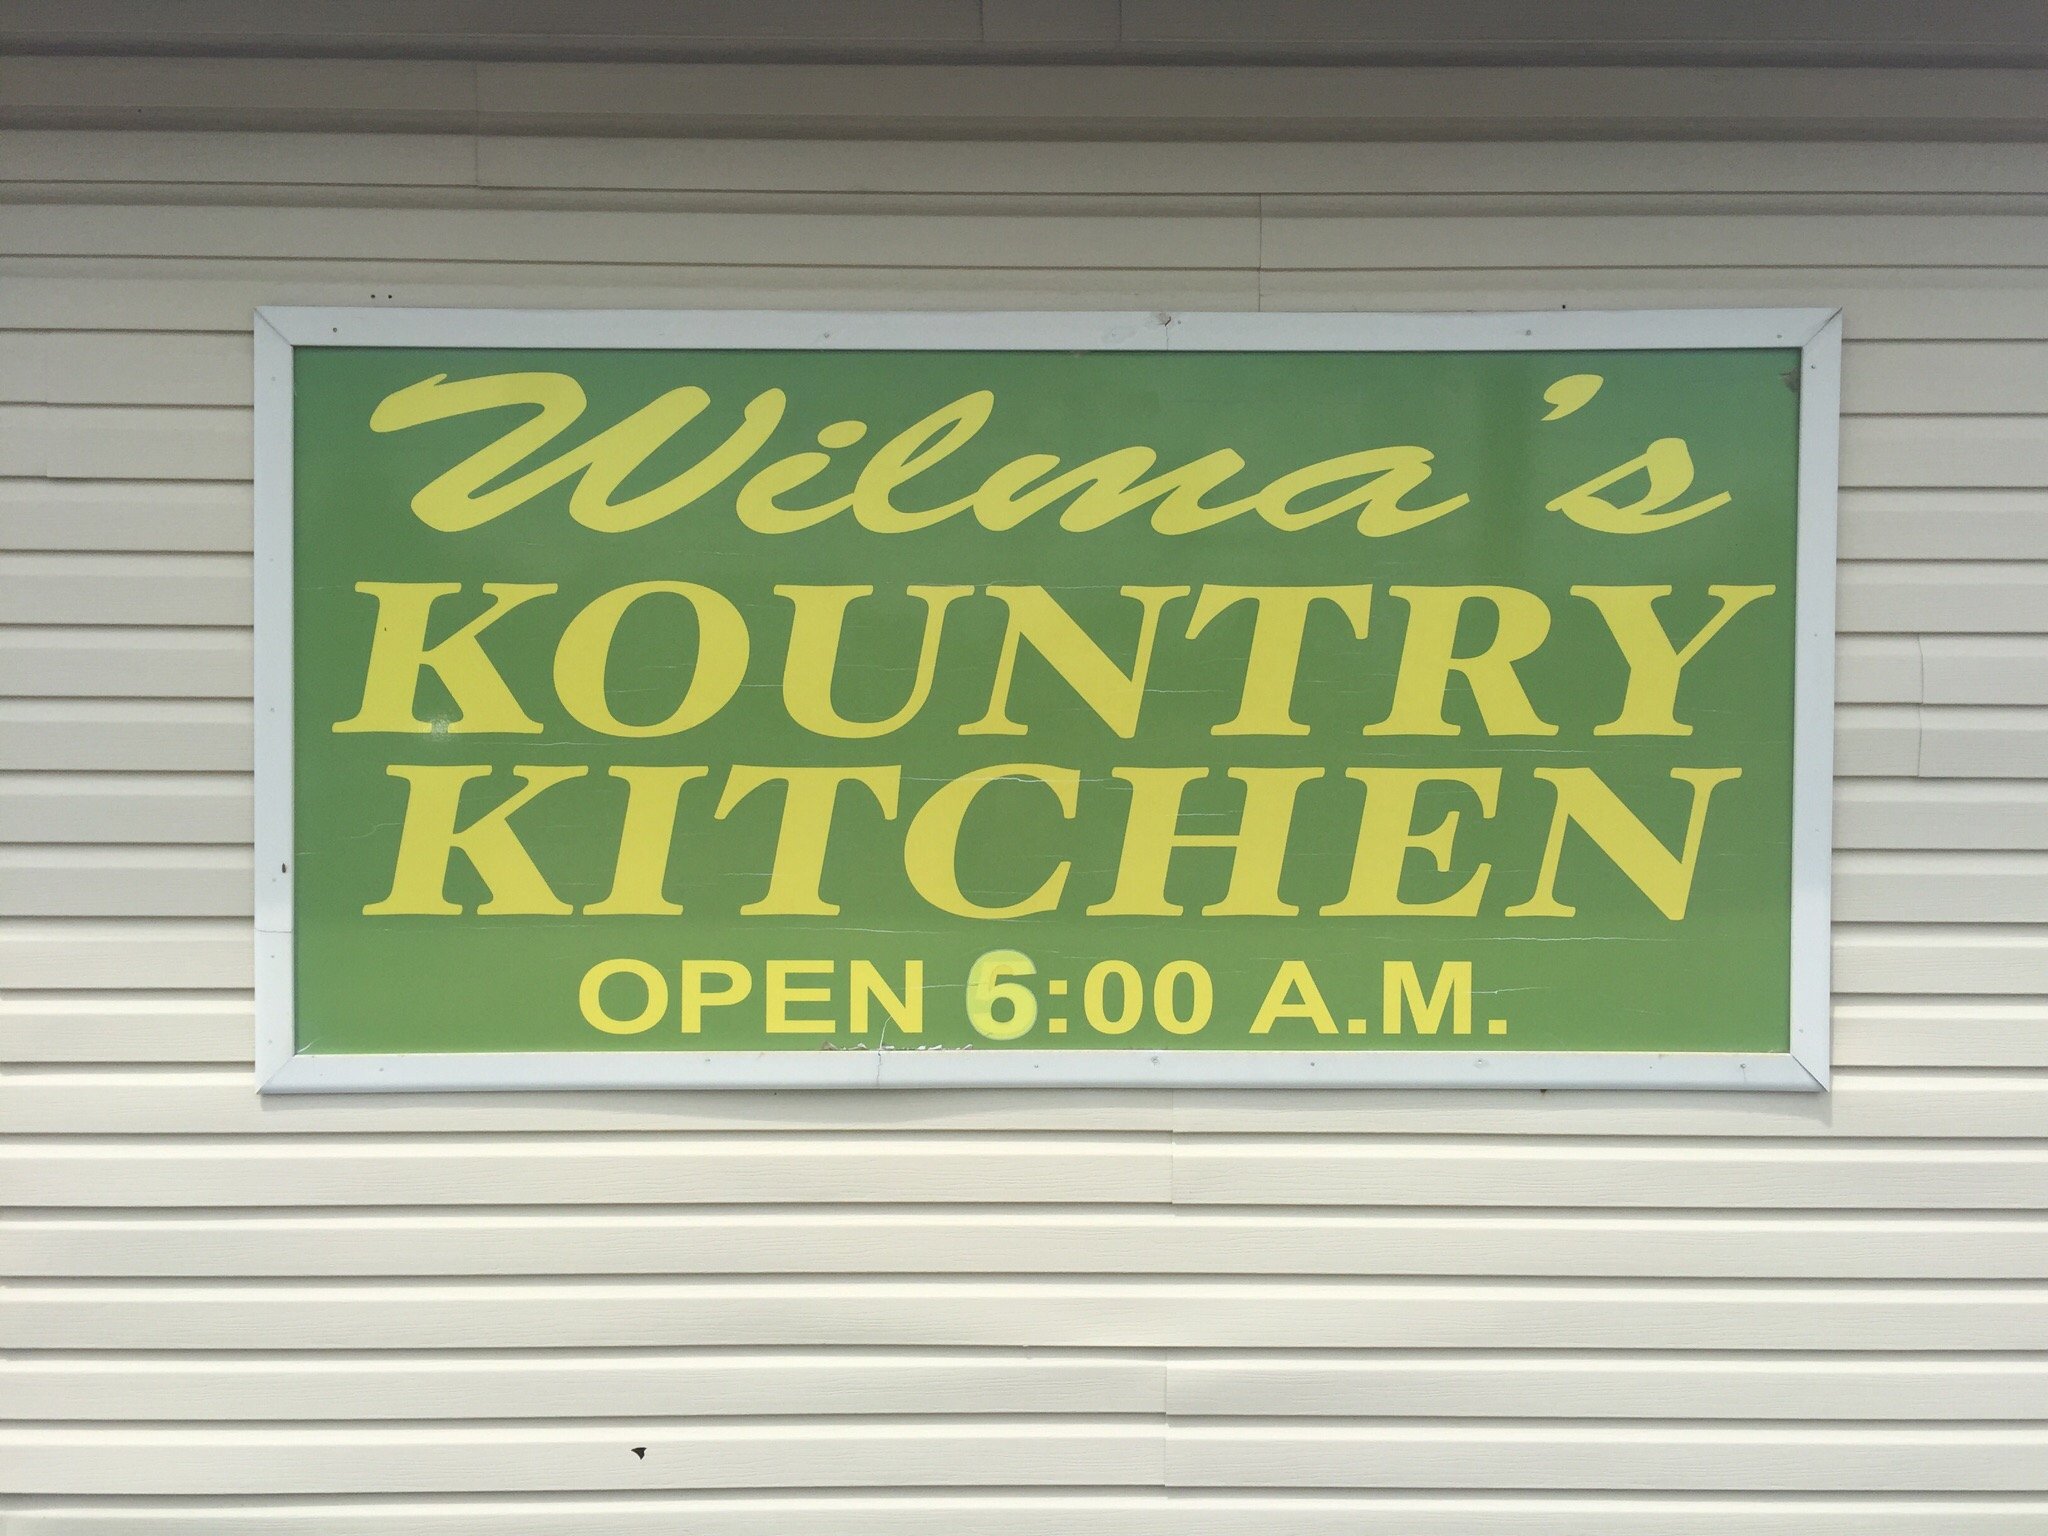 Wilma's
KOUNTRY
KITCHEN
OPEN 6:00 A.M.